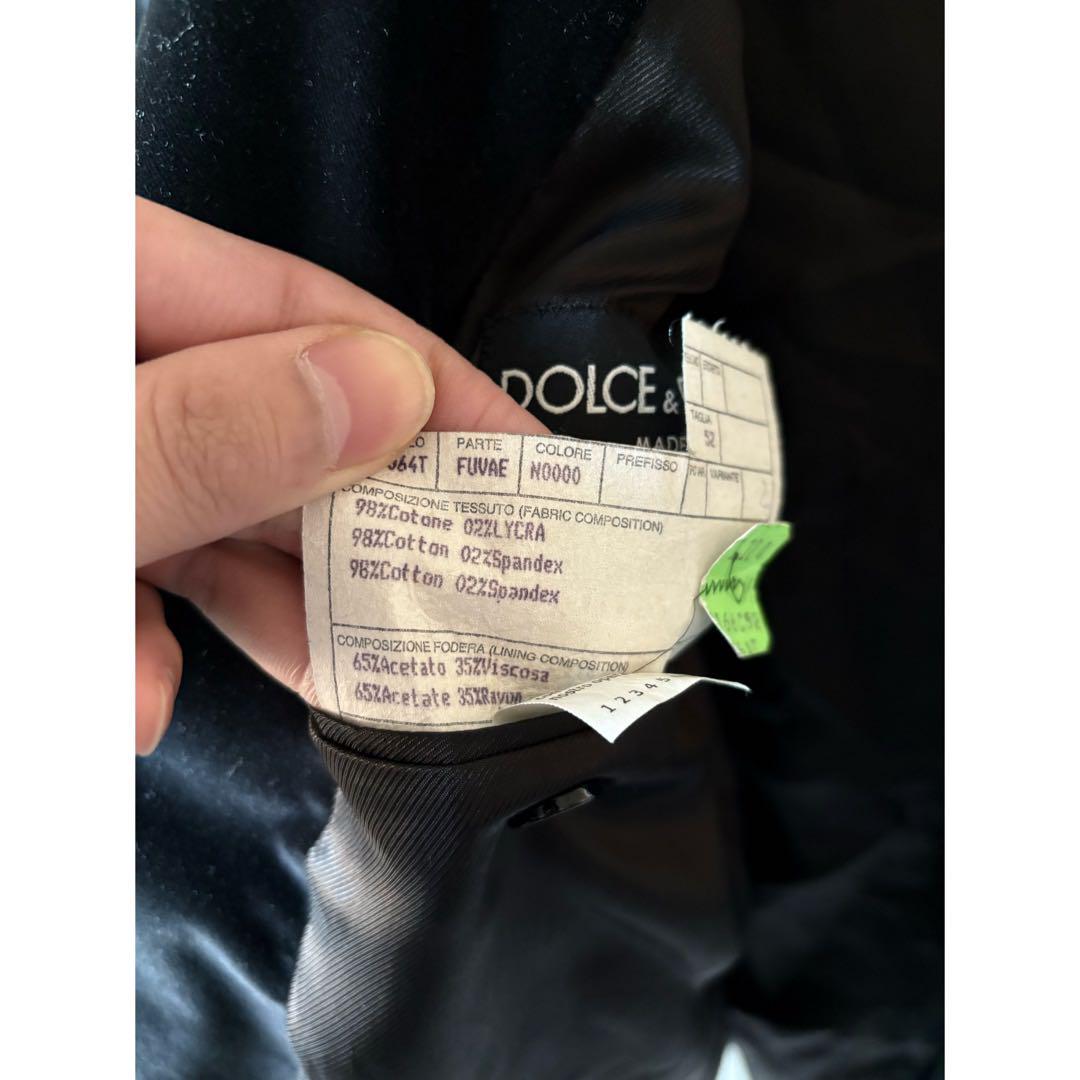 DOLCE &
MADE
TAGLIA
52
PARTE COLORE PREFISSO VARIANTE
064T FUVAE N0000
COMPOSIZIONE TESSUTO (FABRIC COMPOSITION)
98%Cotone 02%LYCRA
98%Cotton 02%Spandex
98%Cotton 02%Spandex
COMPOSIZIONE FODERA (LINING COMPOSITION)
65%Acetato 35%Viscosa
65%Acetate 35%Rayon
12345